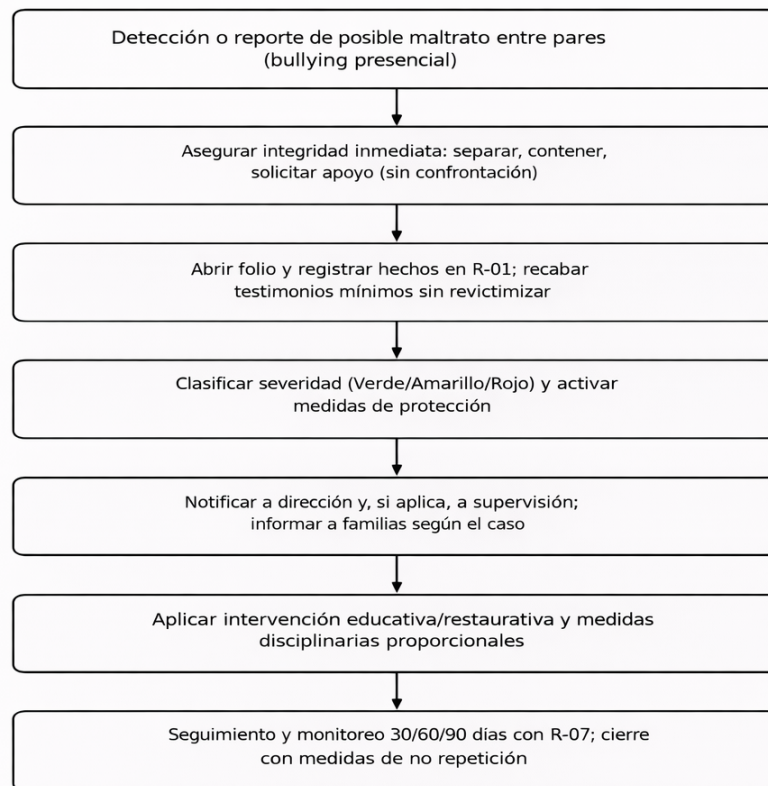 Detección o reporte de posible maltrato entre pares
(bullying presencial)
Asegurar integridad inmediata: separar, contener,
solicitar apoyo (sin confrontación)
Abrir folio y registrar hechos en R-01; recabar
testimonios mínimos sin revictimizar
Clasificar severidad (Verde/Amarillo/Rojo) y activar
medidas de protección
Notificar a dirección y, si aplica, a supervisión;
informar a familias según el caso
Aplicar intervención educativa/restaurativa y medidas
disciplinarias proporcionales
Seguimiento y monitoreo 30/60/90 días con R-07; cierre
con medidas de no repetición